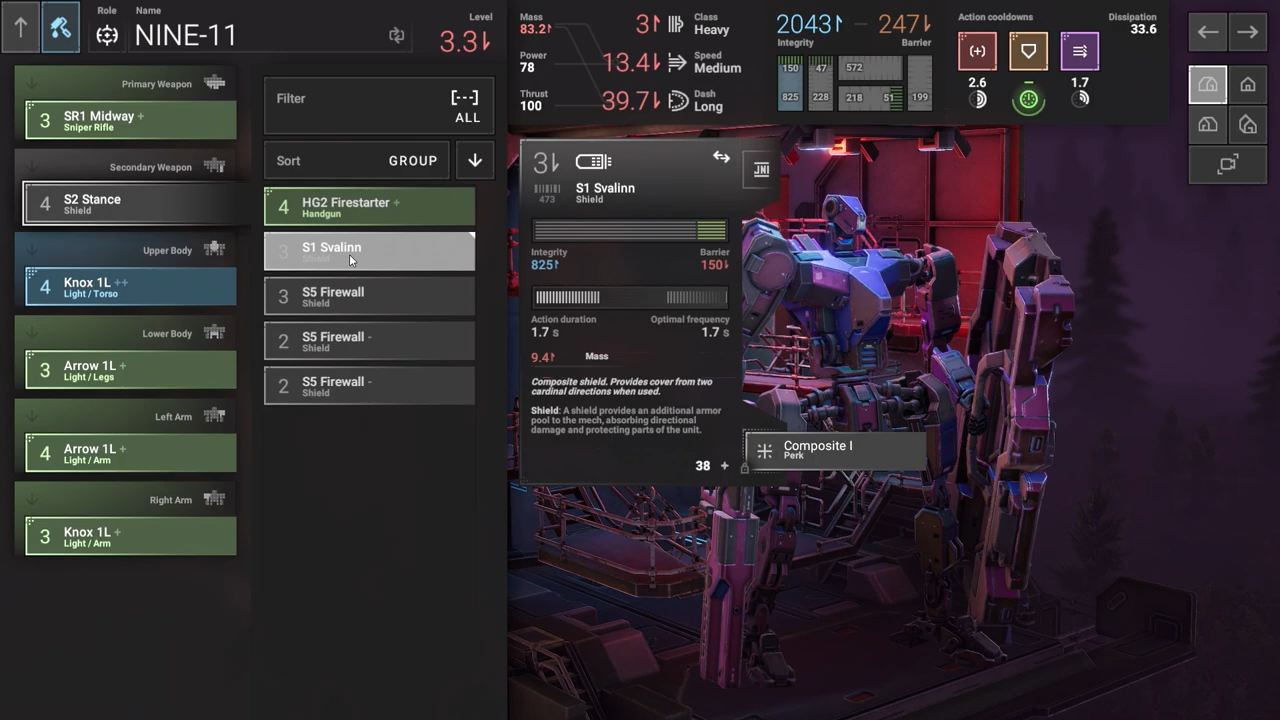 Role
Name
NINE-11
Level
3.3
Primary Weapon
3
SR1 Midway +
Sniper Rifle
Secondary Weapon
4
S2 Stance
Shield
Upper Body
4
Knox 1L ++
Light / Torso
Lower Body
3
Arrow 1L +
Light / Legs
Left Arm
4
Arrow 1L +
Light / Arm
Right Arm
3
Knox 1L +
Light / Arm
Filter
[---]
ALL
Sort
GROUP
4
HG2 Firestarter +
Handgun
3
S1 Svalinn
Shield
3
S5 Firewall
Shield
2
S5 Firewall -
Shield
2
S5 Firewall -
Shield
Mass
83.2
3
Class
Heavy
Power
78
13.4
Speed
Medium
Thrust
100
39.7
Dash
Long
2043 — 247
Integrity
Barrier
150 47 572
825 228 218 51 199
Action cooldowns
2.6
–
1.7
Dissipation
33.6
3
473
S1 Svalinn
Shield
JNI
Integrity
825
Barrier
150
Action duration
1.7 s
Optimal frequency
1.7 s
9.4
Mass
Composite shield. Provides cover from two
cardinal directions when used.
Shield: A shield provides an additional armor
pool to the mech, absorbing directional
damage and protecting parts of the unit.
38 +
Composite I
Perk